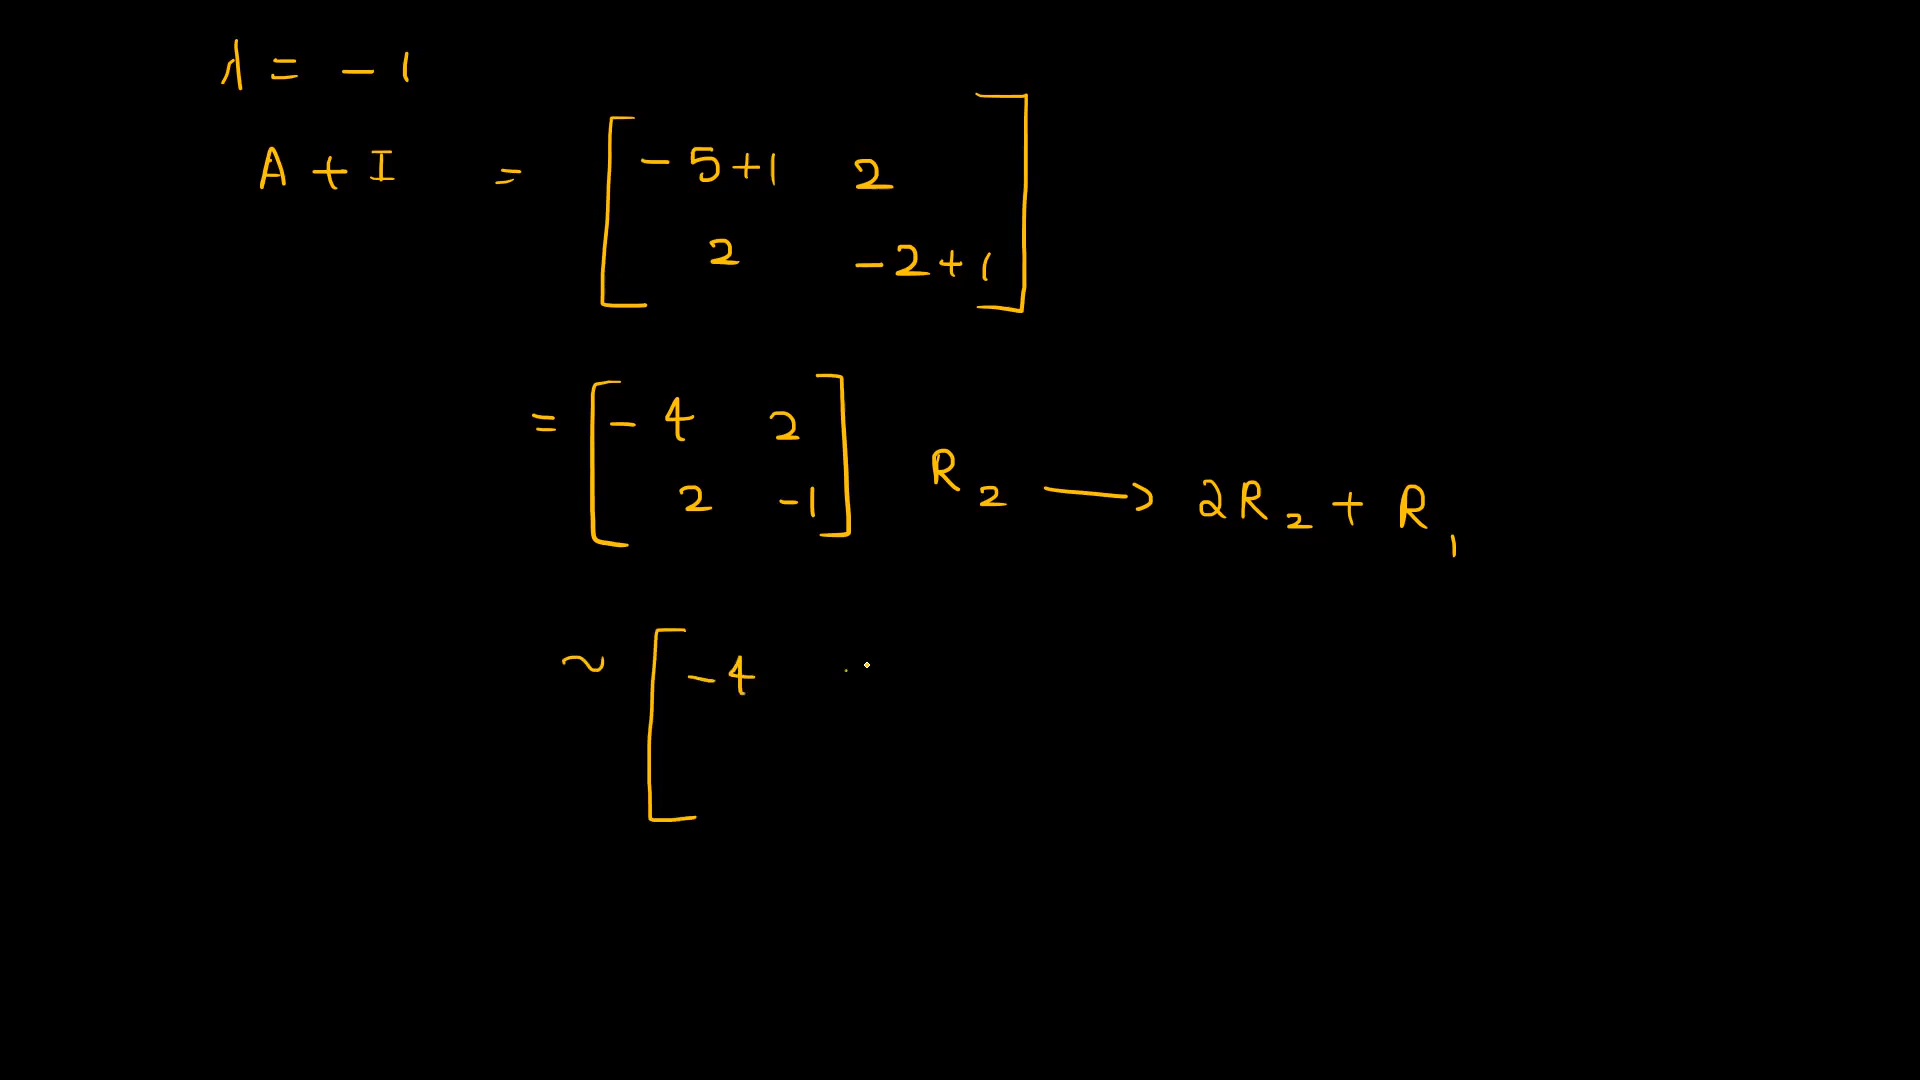 λ = - 1
A + I = [ -5+1 2
2 -2+1 ]
= [ -4 2
2 -1 ] R2 → 2R2 + R1
~ [ -4